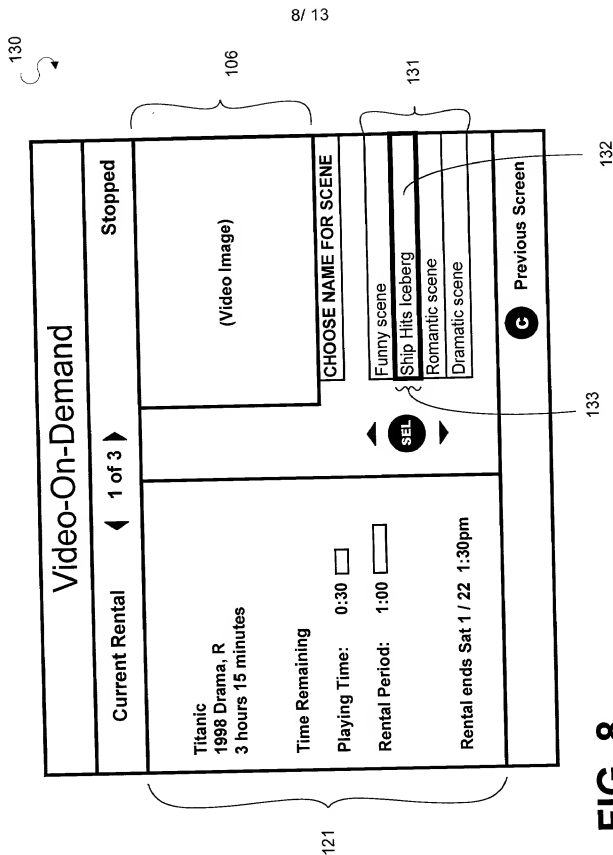 8/ 13
130
Video-On-Demand
Current Rental
1 of 3
Stopped
Titanic
1998 Drama, R
3 hours 15 minutes
Time Remaining
Playing Time: 0:30
Rental Period: 1:00
Rental ends Sat 1 / 22 1:30pm
(Video Image)
CHOOSE NAME FOR SCENE
Funny scene
Ship Hits Iceberg
Romantic scene
Dramatic scene
SEL
C Previous Screen
106
131
132
133
121
FIG. 8